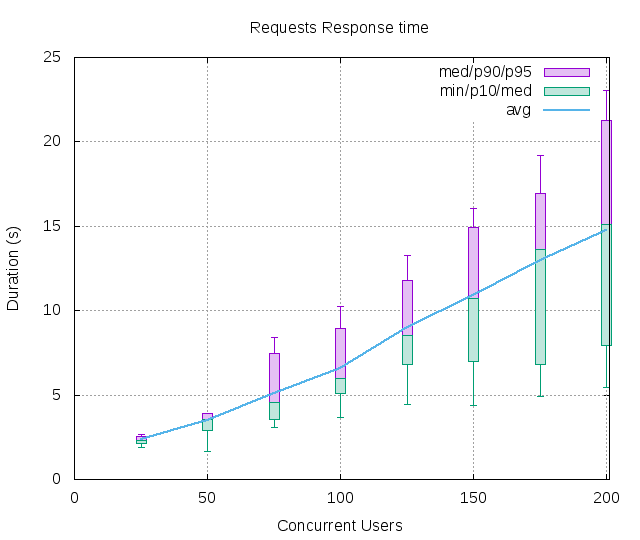 Requests Response time
25
20
15
10
5
0
Duration (s)
med/p90/p95
min/p10/med
avg
0
50
100
150
200
Concurrent Users